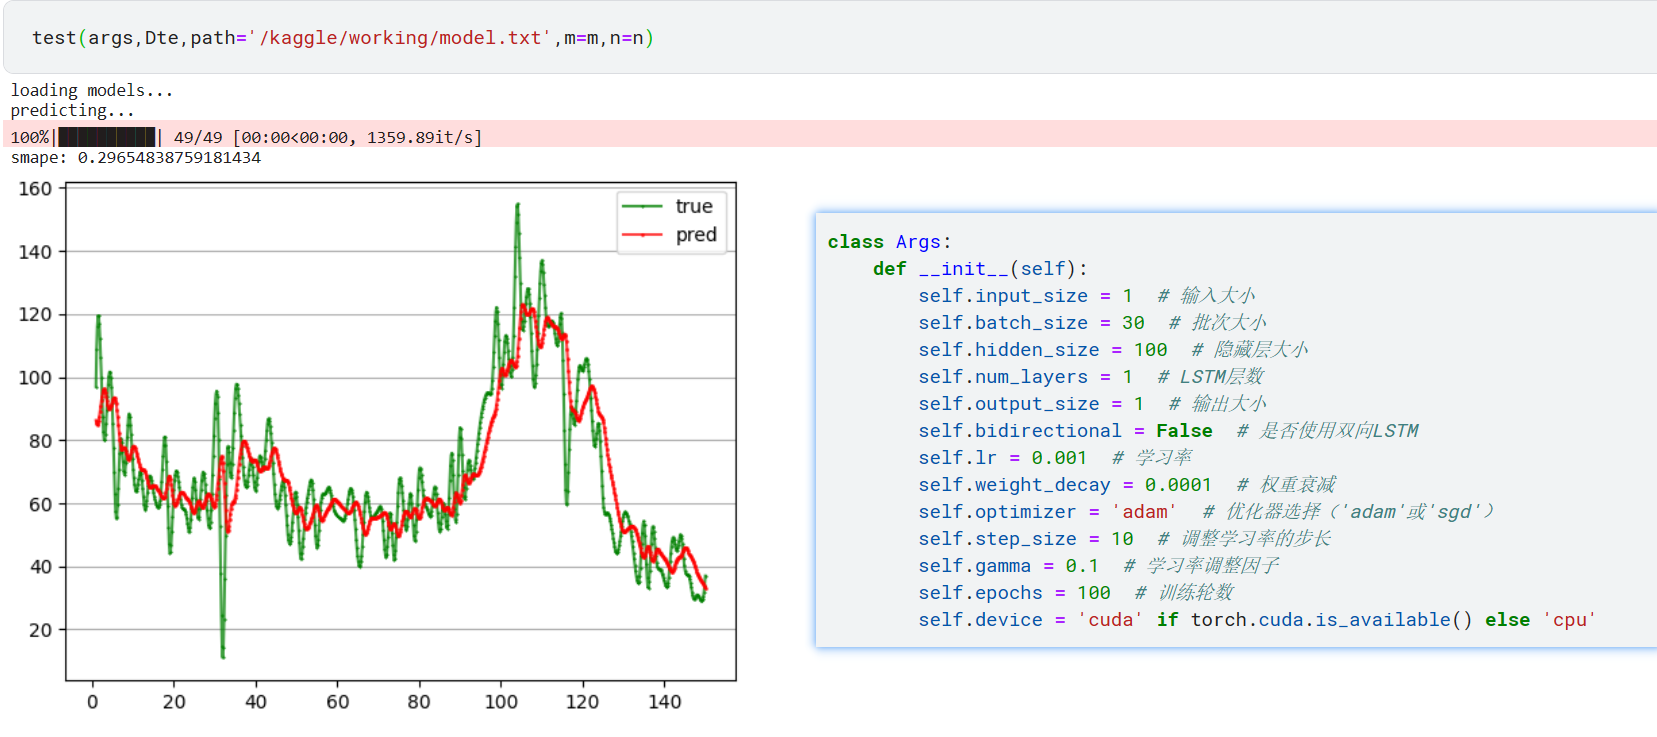 test(args,Dte,path='/kaggle/working/model.txt',m=m,n=n)
loading models...
predicting...
100%|██████████| 49/49 [00:00<00:00, 1359.89it/s]
smape: 0.29654838759181434
160
140
120
100
80
60
40
20
0 20 40 60 80 100 120 140
true
pred
class Args:
    def __init__(self):
        self.input_size = 1  # 输入大小
        self.batch_size = 30  # 批次大小
        self.hidden_size = 100  # 隐藏层大小
        self.num_layers = 1  # LSTM层数
        self.output_size = 1  # 输出大小
        self.bidirectional = False  # 是否使用双向LSTM
        self.lr = 0.001  # 学习率
        self.weight_decay = 0.0001  # 权重衰减
        self.optimizer = 'adam'  # 优化器选择（'adam'或'sgd'）
        self.step_size = 10  # 调整学习率的步长
        self.gamma = 0.1  # 学习率调整因子
        self.epochs = 100  # 训练轮数
        self.device = 'cuda' if torch.cuda.is_available() else 'cpu'